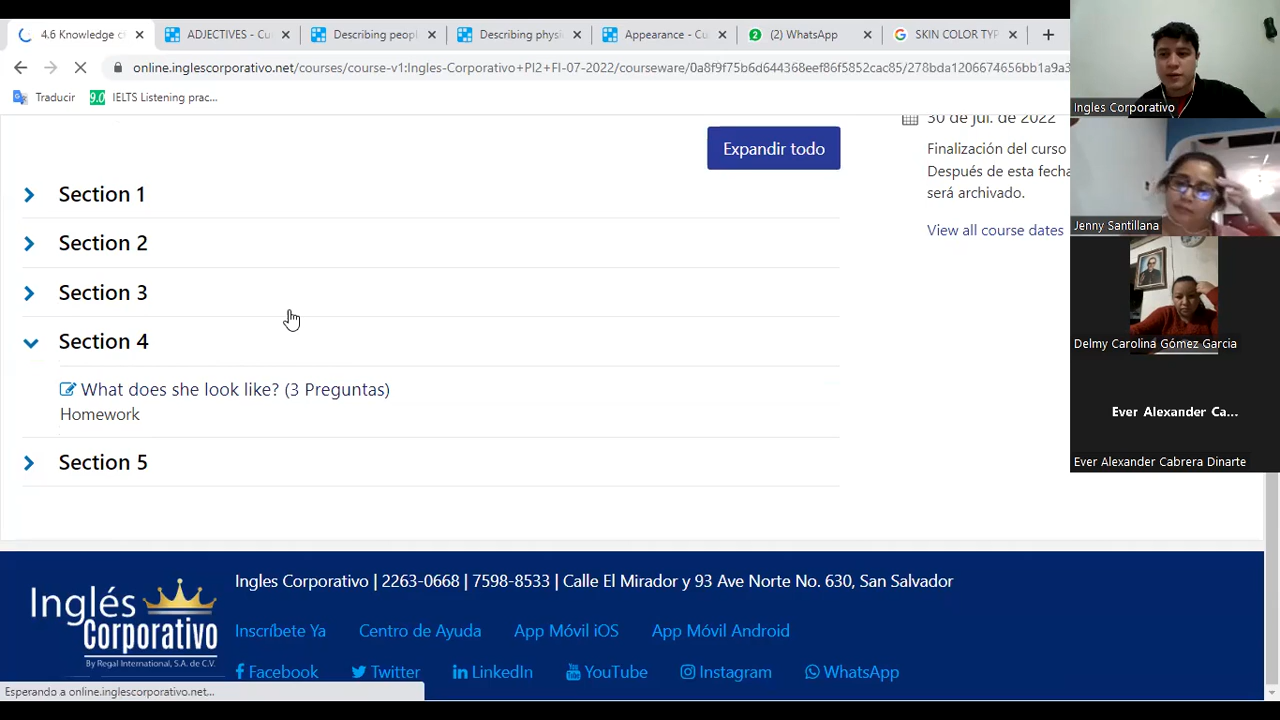 4.6 Knowledge c
ADJECTIVES - Cu
Describing peopl
Describing physi
Appearance - Cu
(2) WhatsApp
SKIN COLOR TYP
online.inglescorporativo.net/courses/course-v1:Ingles-Corporativo+PI2+FI-07-2022/courseware/0a8f9f75b6d644368eef86f5852cac85/278bda1206674656bb1a9a3
Traducir
9.0 IELTS Listening prac...
Expandir todo
30 de jul. de 2022
Finalización del curso
Después de esta fecha
será archivado.
View all course dates
Section 1
Section 2
Section 3
Section 4
What does she look like? (3 Preguntas)
Homework
Section 5
Inglés
Corporativo
By Regal International, S.A. de C.V.
Ingles Corporativo | 2263-0668 | 7598-8533 | Calle El Mirador y 93 Ave Norte No. 630, San Salvador
Inscríbete Ya
Centro de Ayuda
App Móvil iOS
App Móvil Android
Facebook
Twitter
LinkedIn
YouTube
Instagram
WhatsApp
Esperando a online.inglescorporativo.net...
Ingles Corporativo
Jenny Santillana
Delmy Carolina Gómez Garcia
Ever Alexander Ca...
Ever Alexander Cabrera Dinarte